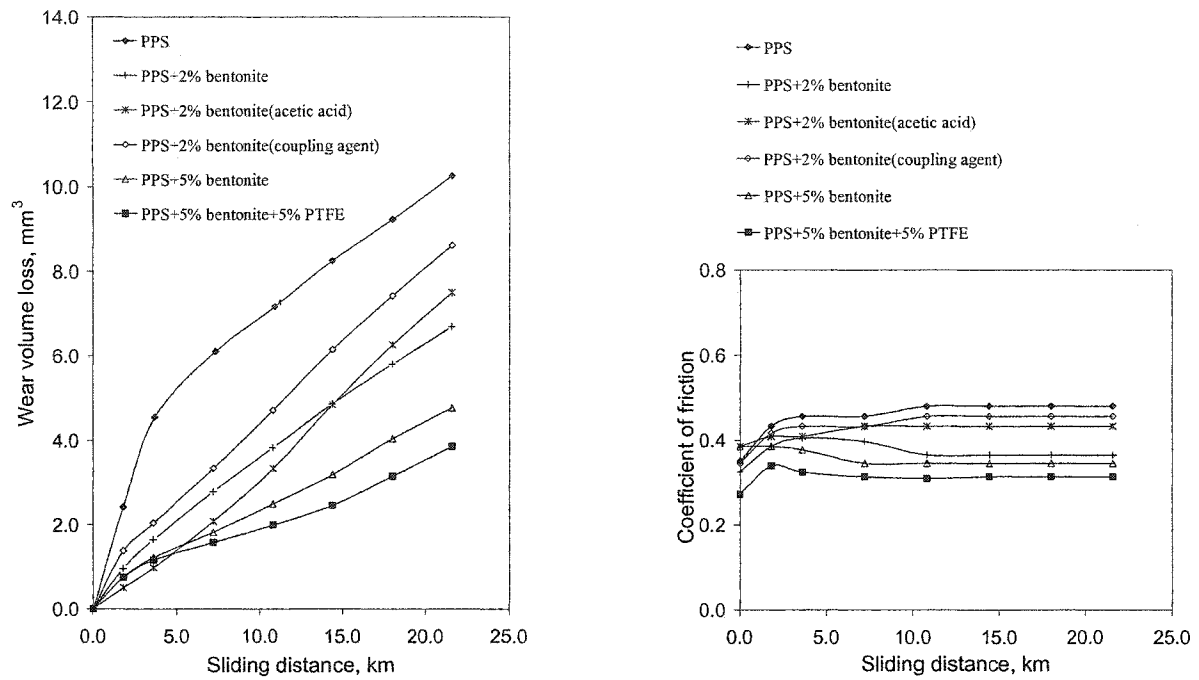 14.0
12.0
10.0
8.0
6.0
4.0
2.0
0.0
Wear volume loss, mm³
PPS
PPS+2% bentonite
PPS+2% bentonite(acetic acid)
PPS+2% bentonite(coupling agent)
PPS+5% bentonite
PPS+5% bentonite+5% PTFE
0.0 5.0 10.0 15.0 20.0 25.0
Sliding distance, km
PPS
PPS+2% bentonite
PPS+2% bentonite(acetic acid)
PPS+2% bentonite(coupling agent)
PPS+5% bentonite
PPS+5% bentonite+5% PTFE
0.8
0.6
0.4
0.2
0.0
Coefficient of friction
0.0 5.0 10.0 15.0 20.0 25.0
Sliding distance, km